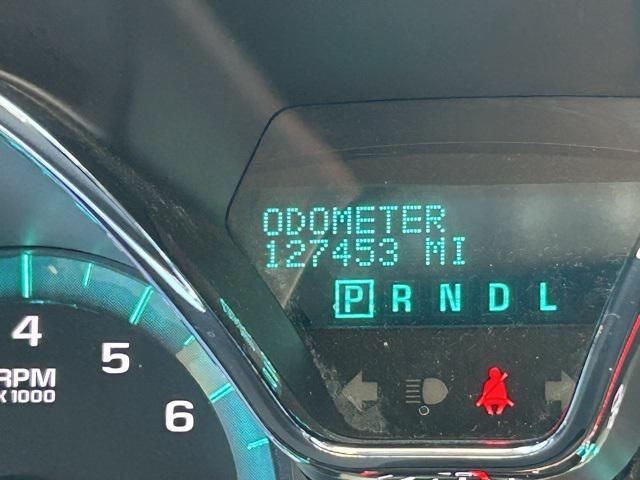 ODOMETER
127453 MI
P R N D L
4
5
6
RPM
X 1000